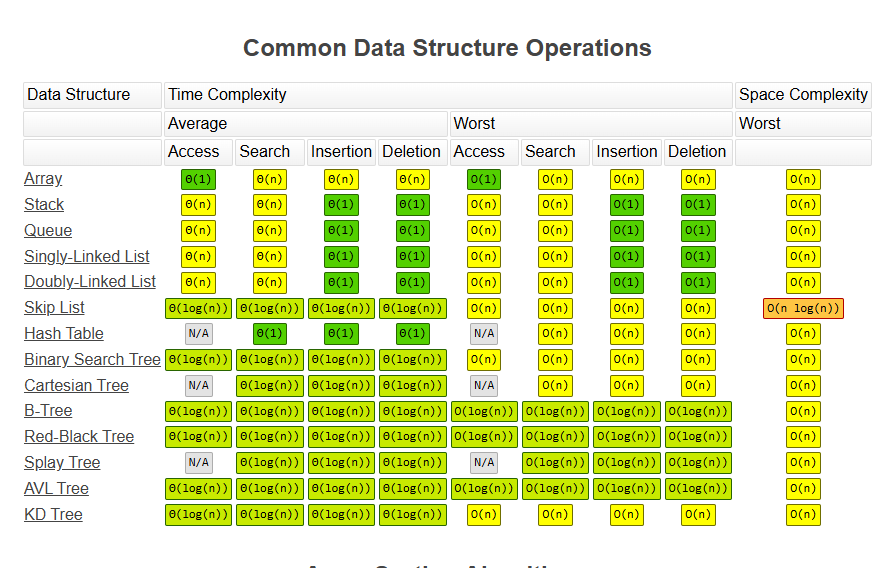 Common Data Structure Operations
Data Structure Time Complexity Space Complexity
Average Worst Worst
Access Search Insertion Deletion Access Search Insertion Deletion
Array Θ(1) Θ(n) Θ(n) Θ(n) O(1) O(n) O(n) O(n) O(n)
Stack Θ(n) Θ(n) Θ(1) Θ(1) O(n) O(n) O(1) O(1) O(n)
Queue Θ(n) Θ(n) Θ(1) Θ(1) O(n) O(n) O(1) O(1) O(n)
Singly-Linked List Θ(n) Θ(n) Θ(1) Θ(1) O(n) O(n) O(1) O(1) O(n)
Doubly-Linked List Θ(n) Θ(n) Θ(1) Θ(1) O(n) O(n) O(1) O(1) O(n)
Skip List Θ(log(n)) Θ(log(n)) Θ(log(n)) Θ(log(n)) O(n) O(n) O(n) O(n) O(n log(n))
Hash Table N/A Θ(1) Θ(1) Θ(1) N/A O(n) O(n) O(n) O(n)
Binary Search Tree Θ(log(n)) Θ(log(n)) Θ(log(n)) Θ(log(n)) O(n) O(n) O(n) O(n) O(n)
Cartesian Tree N/A Θ(log(n)) Θ(log(n)) Θ(log(n)) N/A O(n) O(n) O(n) O(n)
B-Tree Θ(log(n)) Θ(log(n)) Θ(log(n)) Θ(log(n)) O(log(n)) O(log(n)) O(log(n)) O(log(n)) O(n)
Red-Black Tree Θ(log(n)) Θ(log(n)) Θ(log(n)) Θ(log(n)) O(log(n)) O(log(n)) O(log(n)) O(log(n)) O(n)
Splay Tree N/A Θ(log(n)) Θ(log(n)) Θ(log(n)) N/A O(log(n)) O(log(n)) O(log(n)) O(n)
AVL Tree Θ(log(n)) Θ(log(n)) Θ(log(n)) Θ(log(n)) O(log(n)) O(log(n)) O(log(n)) O(log(n)) O(n)
KD Tree Θ(log(n)) Θ(log(n)) Θ(log(n)) Θ(log(n)) O(n) O(n) O(n) O(n) O(n)